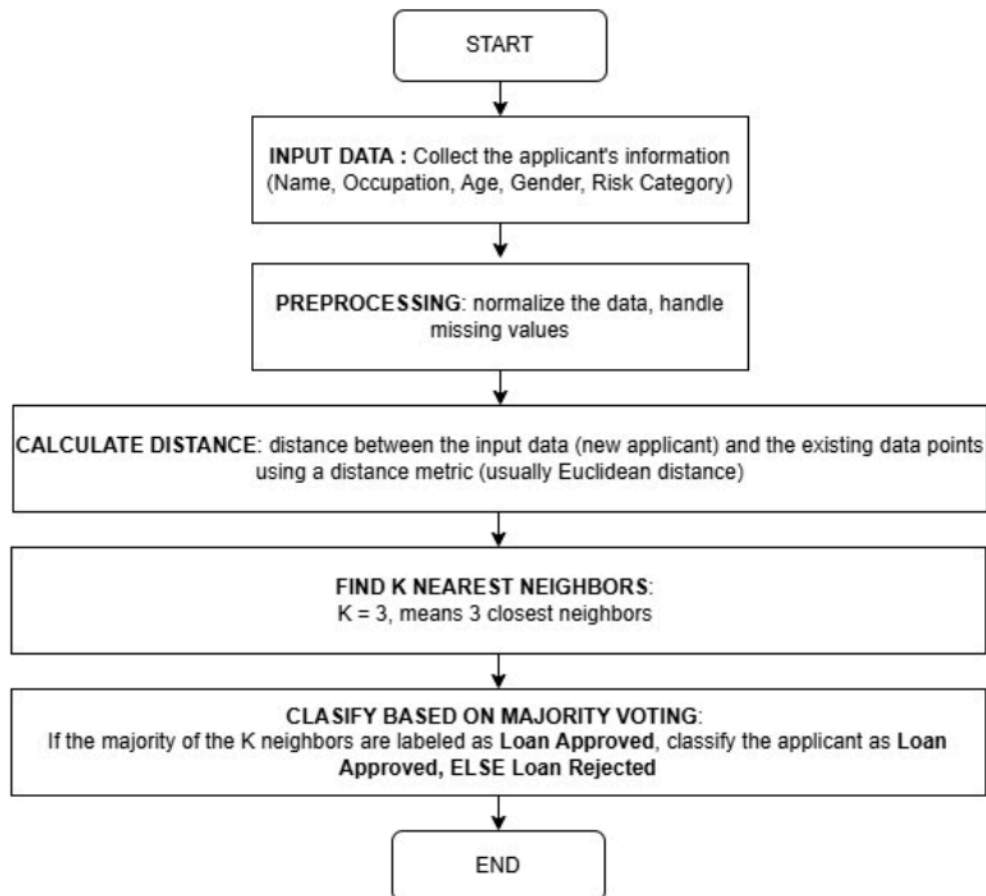 START
INPUT DATA : Collect the applicant's information
(Name, Occupation, Age, Gender, Risk Category)
PREPROCESSING: normalize the data, handle
missing values
CALCULATE DISTANCE: distance between the input data (new applicant) and the existing data points
using a distance metric (usually Euclidean distance)
FIND K NEAREST NEIGHBORS:
K = 3, means 3 closest neighbors
CLASIFY BASED ON MAJORITY VOTING:
If the majority of the K neighbors are labeled as Loan Approved, classify the applicant as Loan
Approved, ELSE Loan Rejected
END